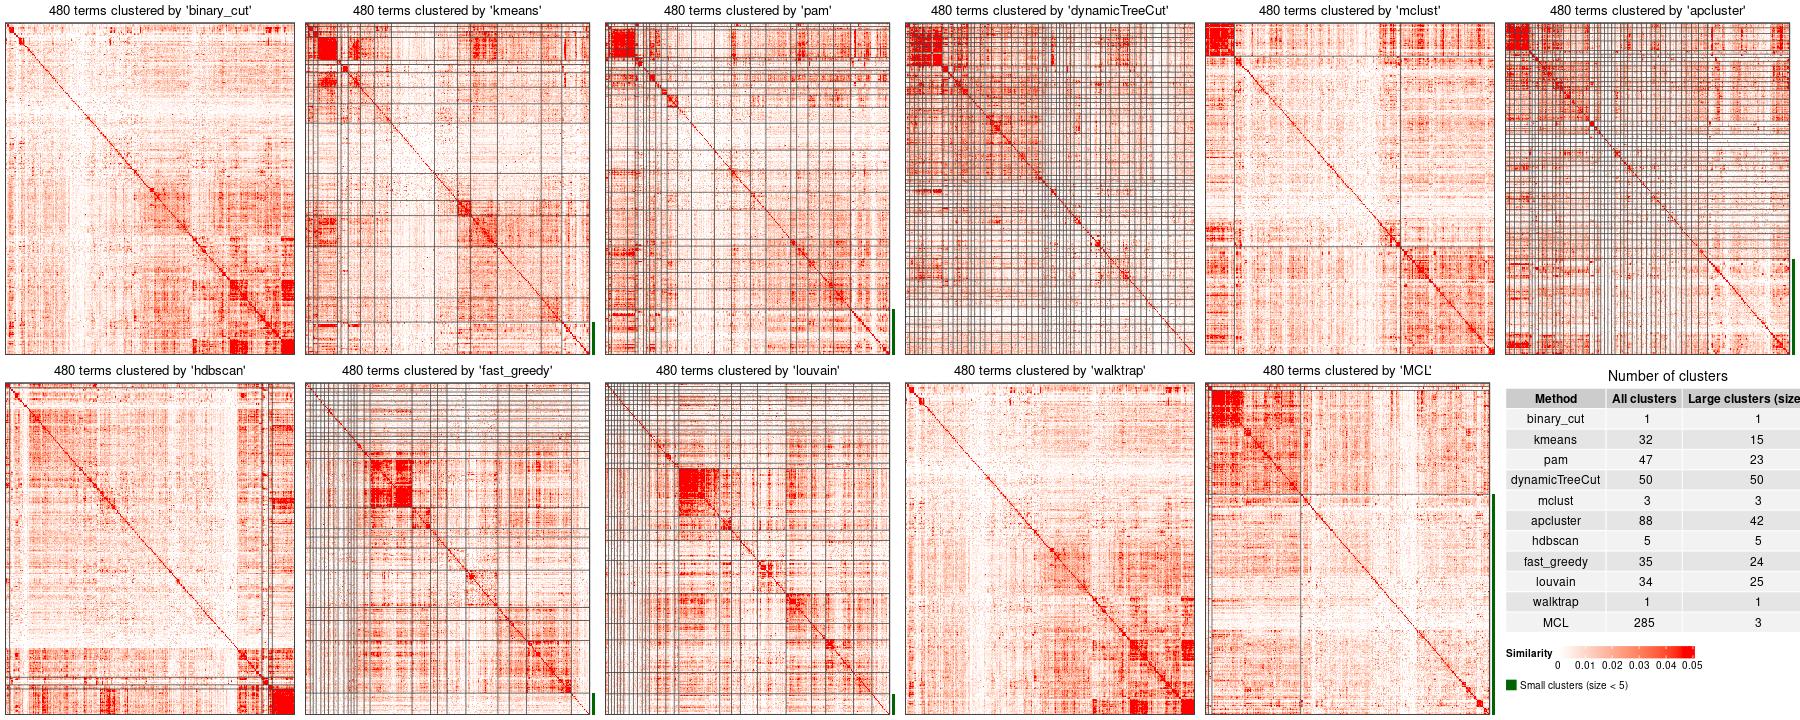 480 terms clustered by 'binary_cut'
480 terms clustered by 'kmeans'
480 terms clustered by 'pam'
480 terms clustered by 'dynamicTreeCut'
480 terms clustered by 'mclust'
480 terms clustered by 'apcluster'
480 terms clustered by 'hdbscan'
480 terms clustered by 'fast_greedy'
480 terms clustered by 'louvain'
480 terms clustered by 'walktrap'
480 terms clustered by 'MCL'
Number of clusters
Method All clusters Large clusters (size
binary_cut 1 1
kmeans 32 15
pam 47 23
dynamicTreeCut 50 50
mclust 3 3
apcluster 88 42
hdbscan 5 5
fast_greedy 35 24
louvain 34 25
walktrap 1 1
MCL 285 3
Similarity
0 0.01 0.02 0.03 0.04 0.05
Small clusters (size < 5)